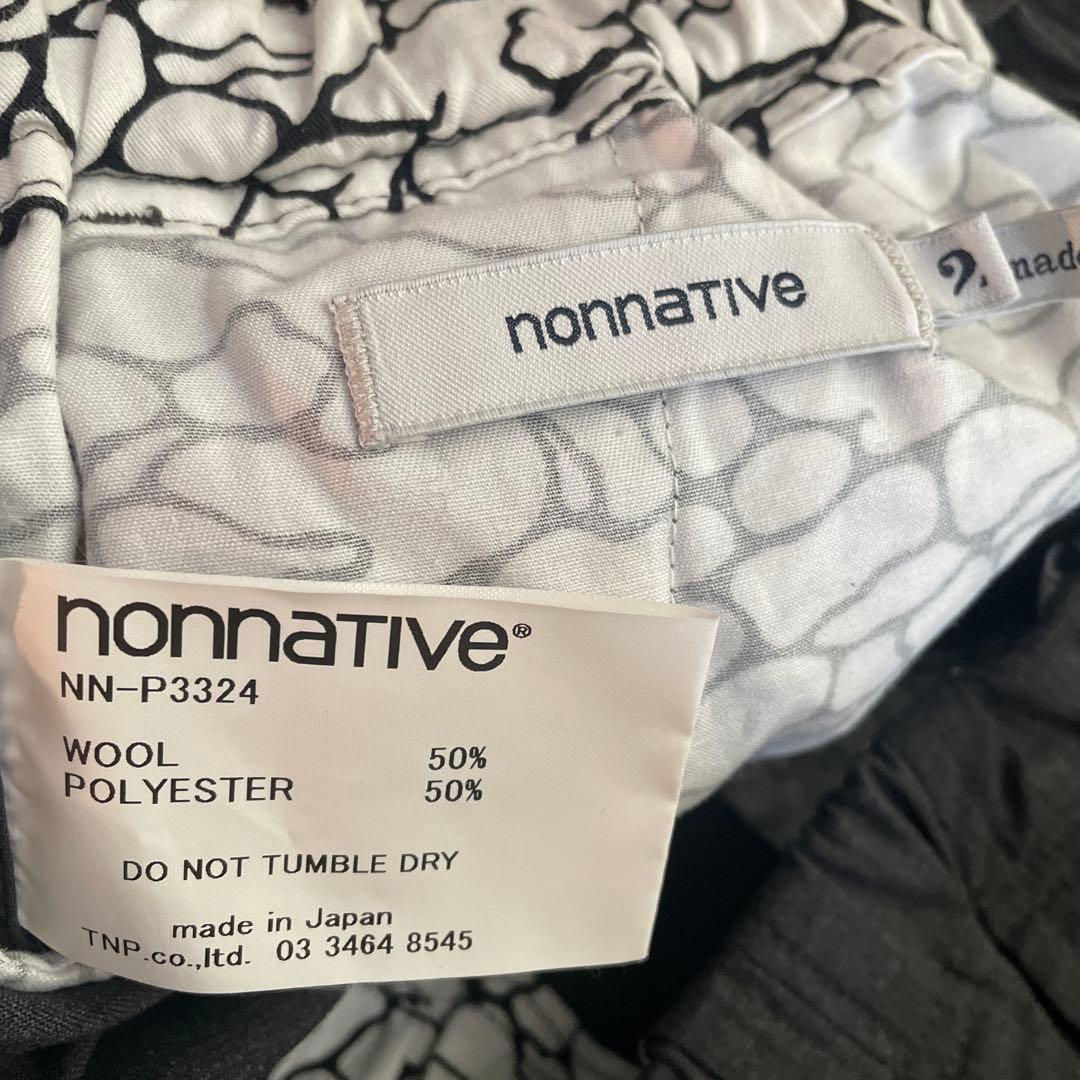 nonnaTIVe
2.
made
nonnaTIVe®
NN-P3324
WOOL 50%
POLYESTER 50%
DO NOT TUMBLE DRY
made in Japan
TNP.co.,ltd. 03 3464 8545